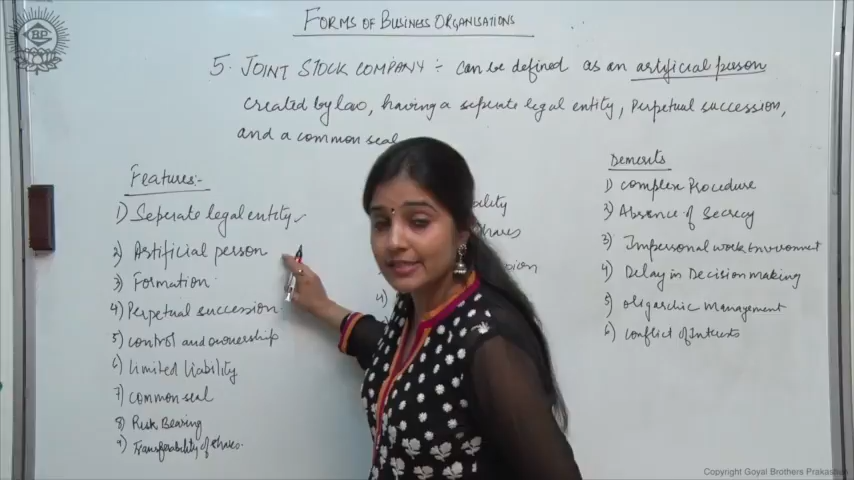 FORMS OF BUSINESS ORGANISATIONS
5. JOINT STOCK COMPANY :- can be defined as an artificial person
created by law, having a seperate legal entity, Perpetual succession,
and a common seal
Features:-
1) Seperate legal entity ✓
2) Artificial person
3) Formation
4) Perpetual succession
5) control and ownership
6) limited liability
7) common seal
8) Risk Bearing
9) Transferability of shares.
4)
Demerits
1) complex Procedure
2) Absence of Secrecy
3) Impersonal work Environment
4) Delay in Decision making
5) oligarchic Management
6) conflict of Interests
Copyright Goyal Brothers Prakashan